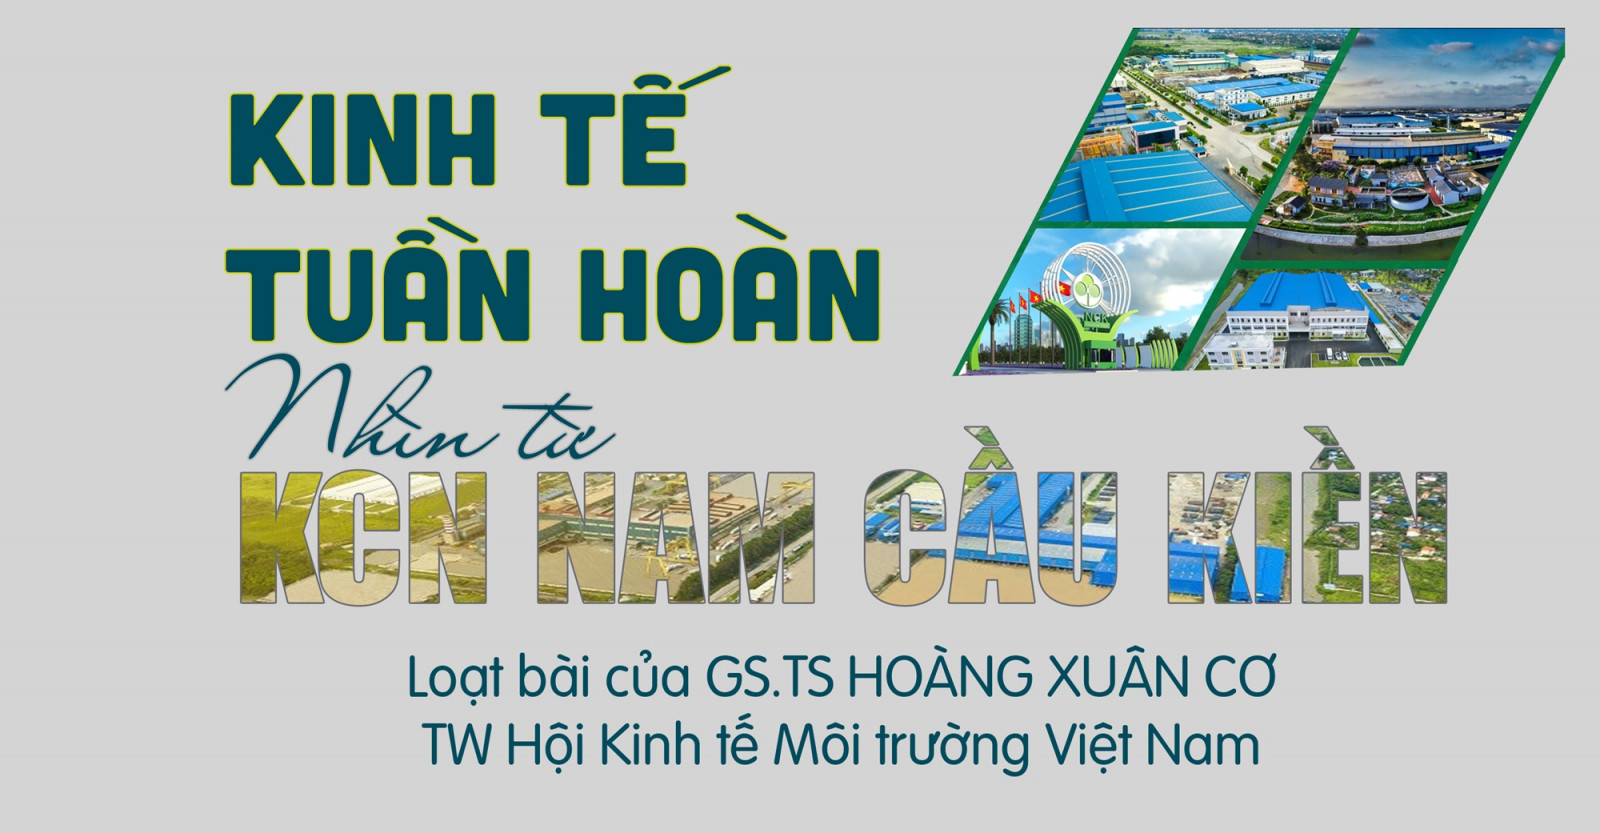 KINH TẾ
TUẦN HOÀN
Nhìn từ
KCN NAM CẦU KIỀN
Loạt bài của GS.TS HOÀNG XUÂN CƠ
TW Hội Kinh tế Môi trường Việt Nam
NCK